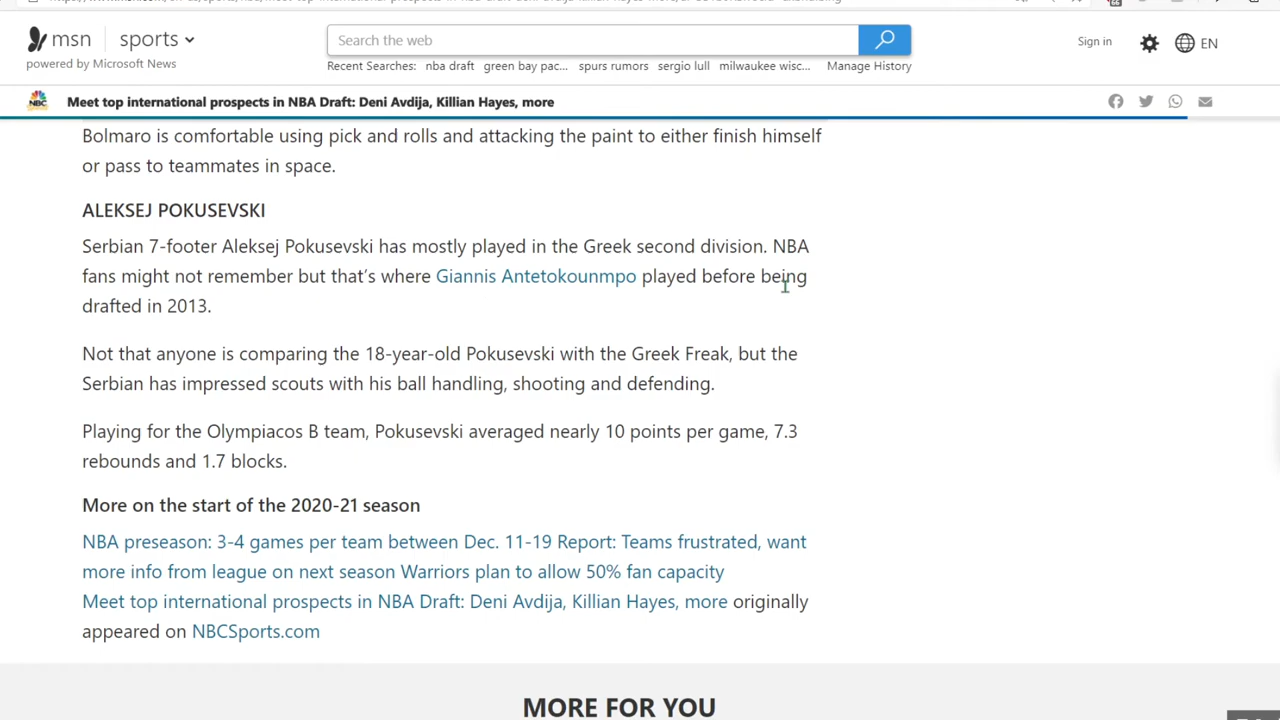 msn
sports
powered by Microsoft News
Search the web
Recent Searches: nba draft green bay pac... spurs rumors sergio lull milwaukee wisc... Manage History
Sign in
EN
NBC
Meet top international prospects in NBA Draft: Deni Avdija, Killian Hayes, more
Bolmaro is comfortable using pick and rolls and attacking the paint to either finish himself
or pass to teammates in space.
ALEKSEJ POKUSEVSKI
Serbian 7-footer Aleksej Pokusevski has mostly played in the Greek second division. NBA
fans might not remember but that's where Giannis Antetokounmpo played before being
drafted in 2013.
Not that anyone is comparing the 18-year-old Pokusevski with the Greek Freak, but the
Serbian has impressed scouts with his ball handling, shooting and defending.
Playing for the Olympiacos B team, Pokusevski averaged nearly 10 points per game, 7.3
rebounds and 1.7 blocks.
More on the start of the 2020-21 season
NBA preseason: 3-4 games per team between Dec. 11-19 Report: Teams frustrated, want
more info from league on next season Warriors plan to allow 50% fan capacity
Meet top international prospects in NBA Draft: Deni Avdija, Killian Hayes, more originally
appeared on NBCSports.com
MORE FOR YOU